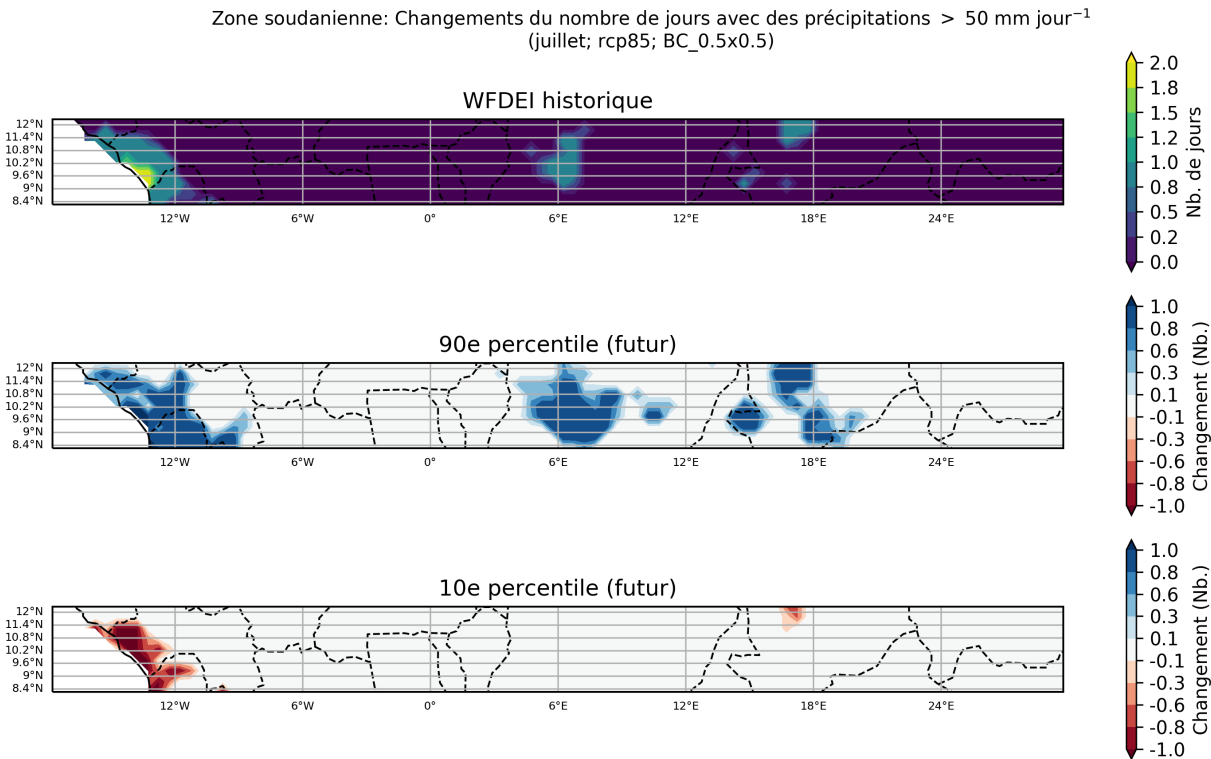 Zone soudanienne: Changements du nombre de jours avec des précipitations > 50 mm jour⁻¹
(juillet; rcp85; BC_0.5x0.5)
WFDEI historique
12°N
11.4°N
10.8°N
10.2°N
9.6°N
9°N
8.4°N
12°W 6°W 0° 6°E 12°E 18°E 24°E
2.0
1.8
1.5
1.2
1.0
0.8
0.5
0.2
0.0
Nb. de jours
90e percentile (futur)
12°N
11.4°N
10.8°N
10.2°N
9.6°N
9°N
8.4°N
12°W 6°W 0° 6°E 12°E 18°E 24°E
1.0
0.8
0.6
0.3
0.1
-0.1
-0.3
-0.6
-0.8
-1.0
Changement (Nb.)
10e percentile (futur)
12°N
11.4°N
10.8°N
10.2°N
9.6°N
9°N
8.4°N
12°W 6°W 0° 6°E 12°E 18°E 24°E
1.0
0.8
0.6
0.3
0.1
-0.1
-0.3
-0.6
-0.8
-1.0
Changement (Nb.)